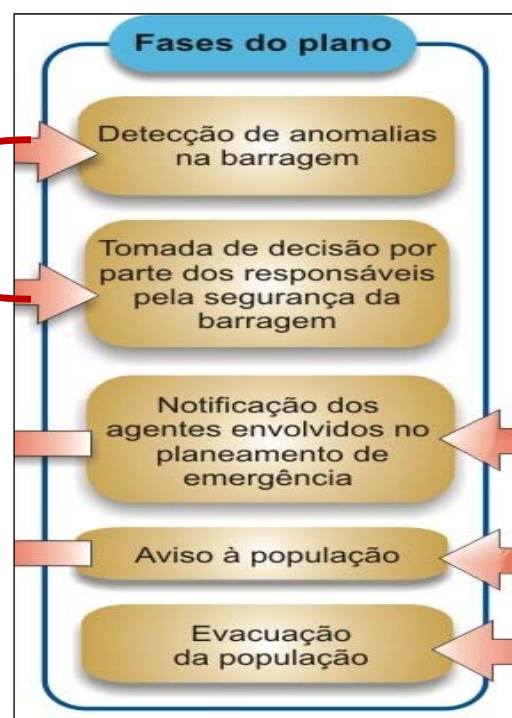 Fases do plano
Detecção de anomalias
na barragem
Tomada de decisão por
parte dos responsáveis
pela segurança da
barragem
Notificação dos
agentes envolvidos no
planeamento de
emergência
Aviso à população
Evacuação
da população